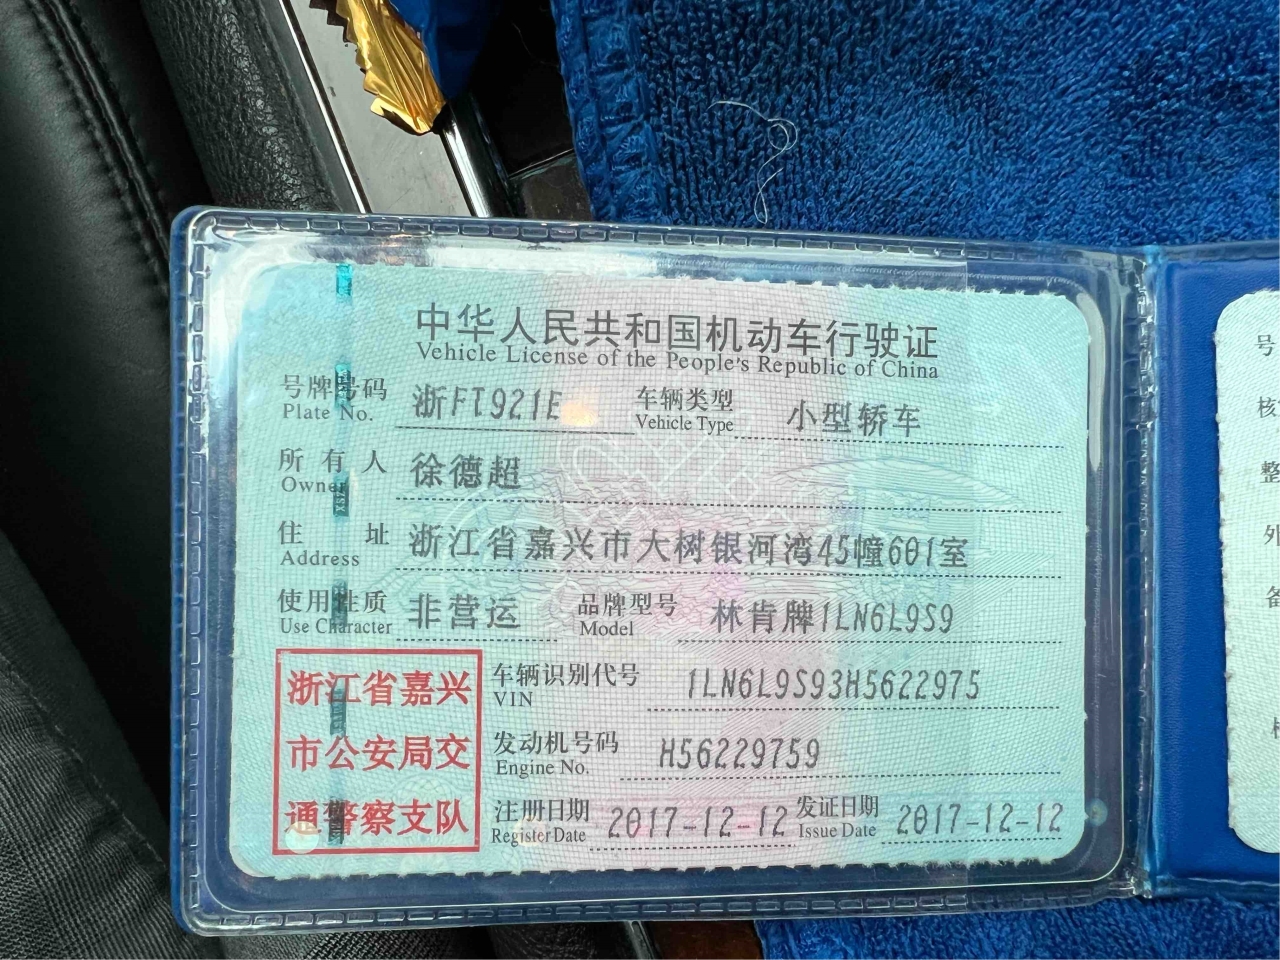 中华人民共和国机动车行驶证
Vehicle License of the People's Republic of China
号牌号码 浙FT921E 车辆类型 小型轿车
Plate No. Vehicle Type
所有人 徐德超
Owner
住址 浙江省嘉兴市大树银河湾45幢601室
Address
使用性质 非营运 品牌型号 林肯牌1LN6L9S9
Use Character Model
浙江省嘉兴
市公安局交
通警察支队
车辆识别代号 1LN6L9S93H5622975
VIN
发动机号码 H56229759
Engine No.
注册日期 2017-12-12 发证日期 2017-12-12
Register Date Issue Date
号
核
整
外
备